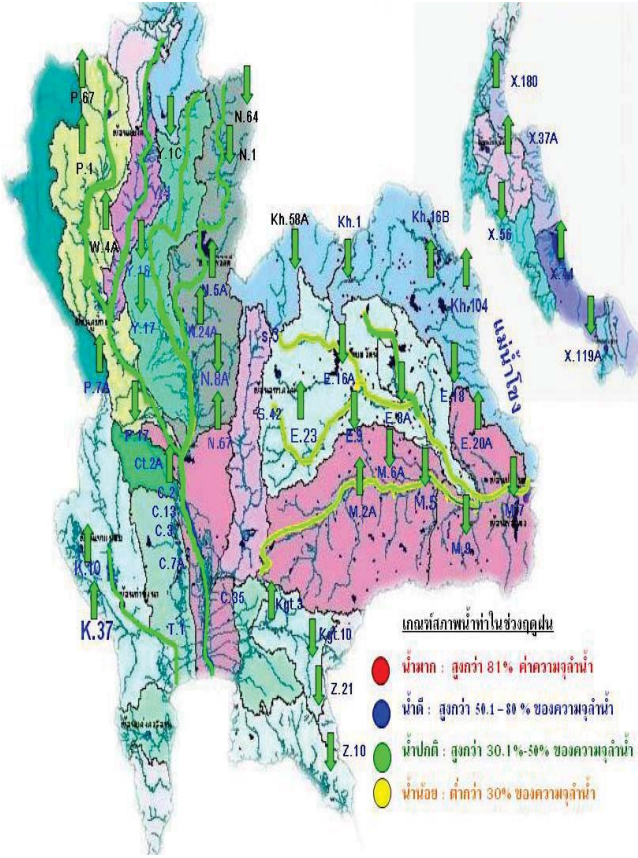 P.67
N.64
Y.1C
N.1
P.1
W.4A
Y.16
N.5A
Y.17
N.24A
P.7A
N.8A
P.17
N.67
Ct.2A
C.2
C.13
C.3
C.7A
C.35
K.10
K.37
T.1
Kh.58A
Kh.1
Kh.16B
Kh.104
แม่น้ำโขง
E.16A
S.42
E.23
E.9
E.8A
E.18
E.20A
M.6A
M.2A
M.5
M.9
M.7
Kgt.3
Kgt.10
Z.21
Z.10
X.180
X.37A
X.56
X.74
X.119A
เกณฑ์สภาพน้ำท่าในช่วงฤดูฝน
น้ำมาก : สูงกว่า 81% ค่าความจุลำน้ำ
น้ำดี : สูงกว่า 50.1 – 80 % ของความจุลำน้ำ
น้ำปกติ : สูงกว่า 30.1%-50% ของความจุลำน้ำ
น้ำน้อย : ต่ำกว่า 30% ของความจุลำน้ำ